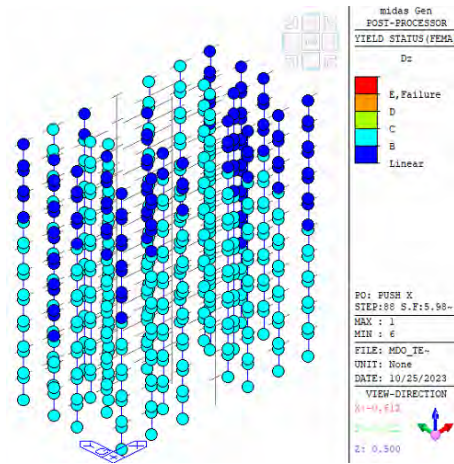 midas Gen
POST-PROCESSOR
YIELD STATUS(FEMA
Dz
E,Failure
D
C
B
Linear
PO: PUSH X
STEP:88 S.F:5.98~
MAX : 1
MIN : 6
FILE: MDO_TE~
UNIT: None
DATE: 10/25/2023
VIEW-DIRECTION
X:-0.612
Z: 0.500